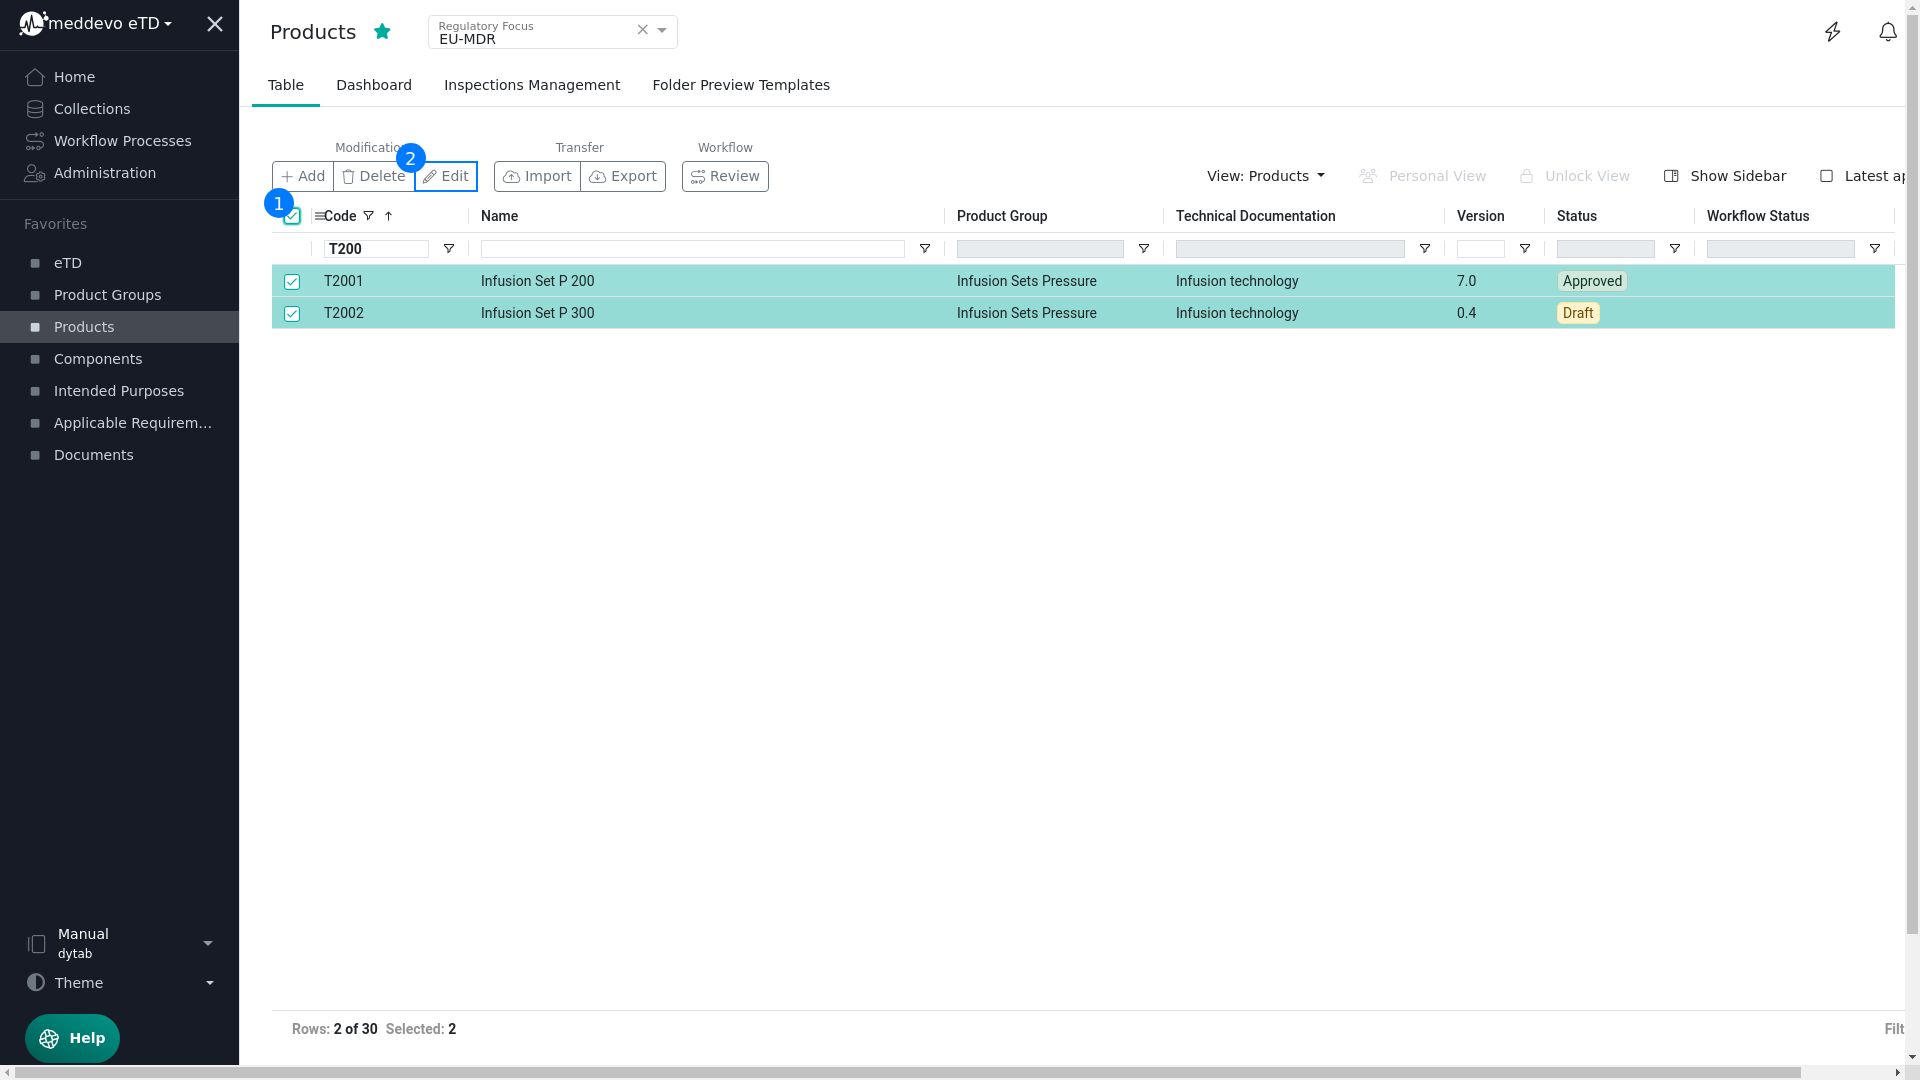 meddevo eTD
Home
Collections
Workflow Processes
Administration
Favorites
eTD
Product Groups
Products
Components
Intended Purposes
Applicable Requirem...
Documents
Manual
dytab
Theme
Help
Products
Regulatory Focus
EU-MDR
Table Dashboard Inspections Management Folder Preview Templates
Modificatio Transfer Workflow
2
Add Delete Edit Import Export Review View: Products Personal View Unlock View Show Sidebar Latest ap
1
Code Name Product Group Technical Documentation Version Status Workflow Status
T200
T2001 Infusion Set P 200 Infusion Sets Pressure Infusion technology 7.0 Approved
T2002 Infusion Set P 300 Infusion Sets Pressure Infusion technology 0.4 Draft
Rows: 2 of 30 Selected: 2 Filt